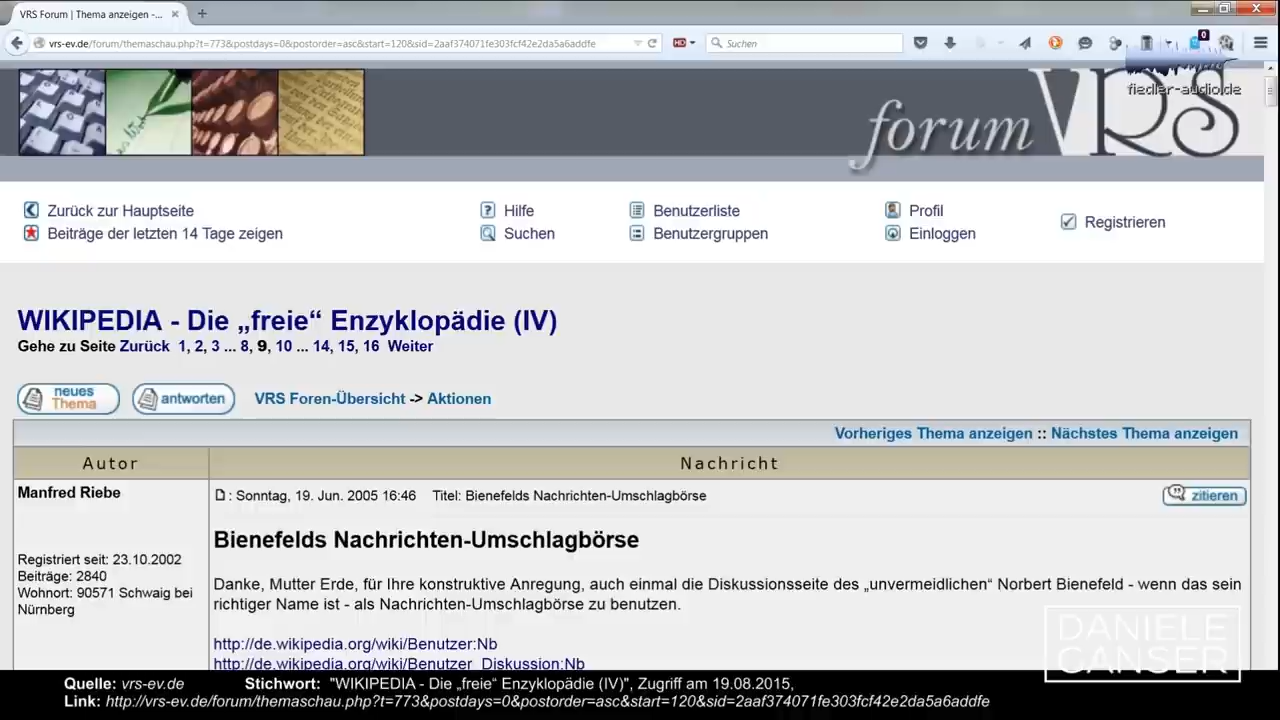 VRS Forum | Thema anzeigen -...
vrs-ev.de/forum/themaschau.php?t=773&postdays=0&postorder=asc&start=120&sid=2aaf374071fe303fcf42e2da5a6addfe
HD
Suchen
0
fiedler-audio.de
forum VRS
Zurück zur Hauptseite
Hilfe
Benutzerliste
Profil
Registrieren
Beiträge der letzten 14 Tage zeigen
Suchen
Benutzergruppen
Einloggen
WIKIPEDIA - Die „freie“ Enzyklopädie (IV)
Gehe zu Seite Zurück 1, 2, 3 ... 8, 9, 10 ... 14, 15, 16 Weiter
neues Thema
antworten
VRS Foren-Übersicht -> Aktionen
Vorheriges Thema anzeigen :: Nächstes Thema anzeigen
Autor
Nachricht
Manfred Riebe
: Sonntag, 19. Jun. 2005 16:46 Titel: Bienefelds Nachrichten-Umschlagbörse
zitieren
Registriert seit: 23.10.2002
Beiträge: 2840
Wohnort: 90571 Schwaig bei
Nürnberg
Bienefelds Nachrichten-Umschlagbörse
Danke, Mutter Erde, für Ihre konstruktive Anregung, auch einmal die Diskussionsseite des „unvermeidlichen“ Norbert Bienefeld - wenn das sein
richtiger Name ist - als Nachrichten-Umschlagbörse zu benutzen.
http://de.wikipedia.org/wiki/Benutzer:Nb
http://de.wikipedia.org/wiki/Benutzer_Diskussion:Nb
DANIELE
GANSER
Quelle: vrs-ev.de Stichwort: "WIKIPEDIA - Die „freie“ Enzyklopädie (IV)", Zugriff am 19.08.2015,
Link: http://vrs-ev.de/forum/themaschau.php?t=773&postdays=0&postorder=asc&start=120&sid=2aaf374071fe303fcf42e2da5a6addfe